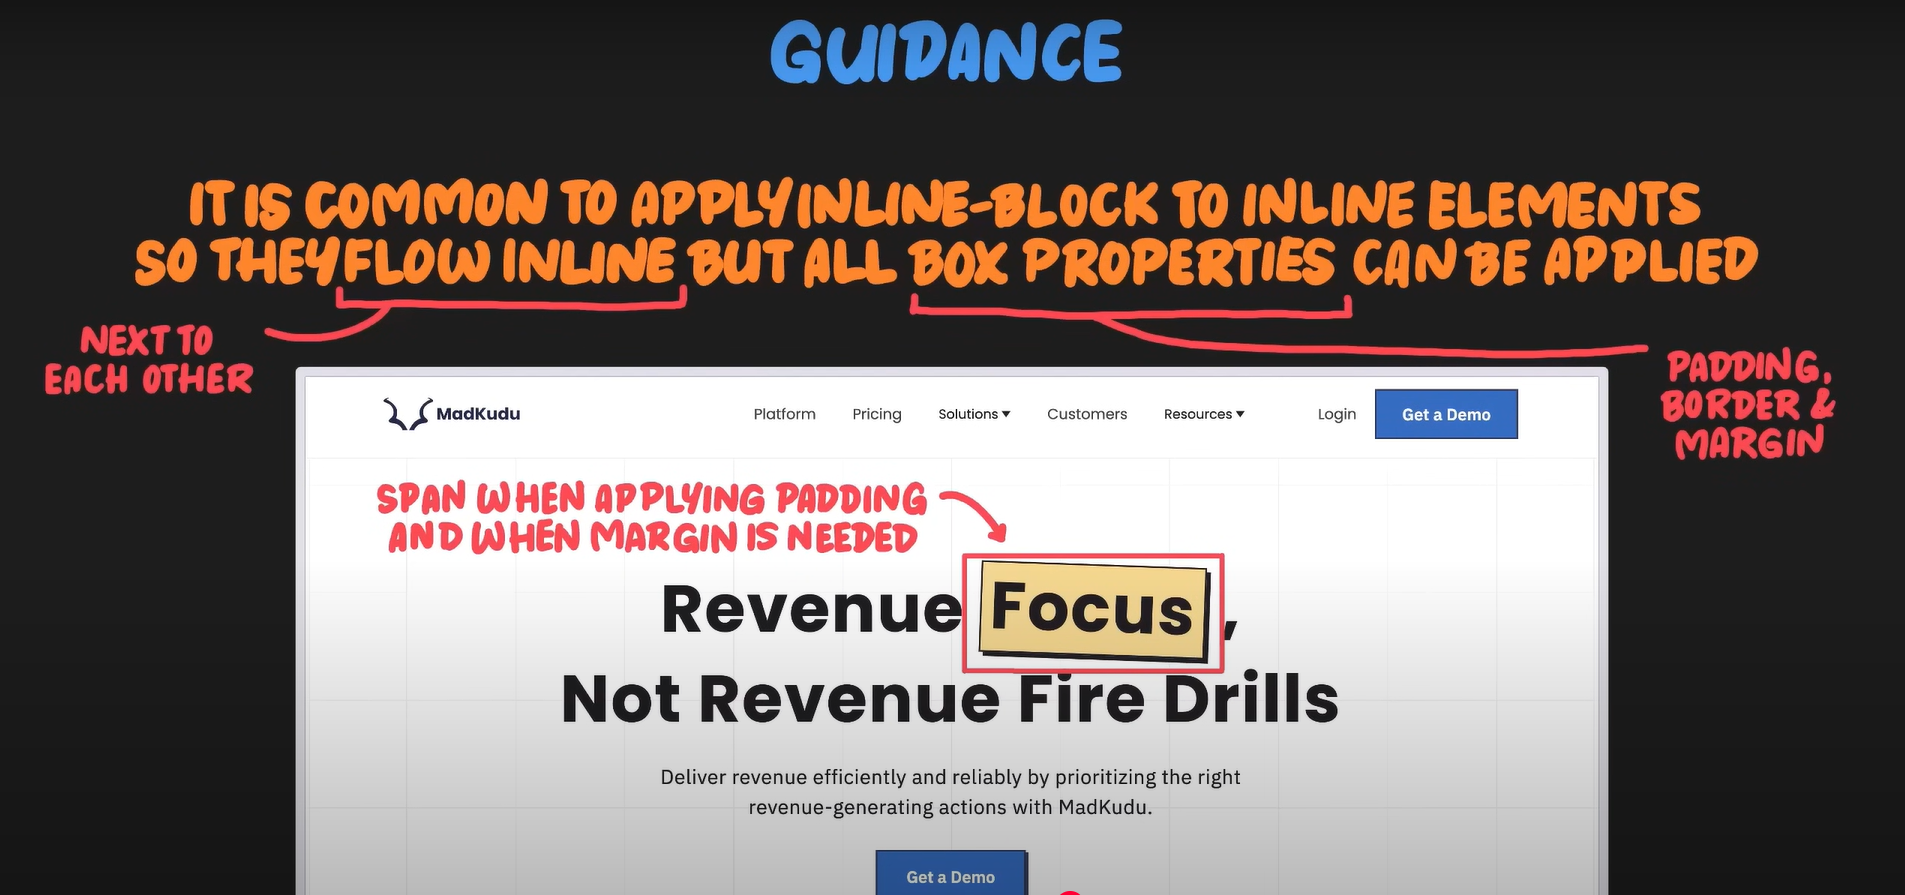 GUIDANCE
IT IS COMMON TO APPLY INLINE-BLOCK TO INLINE ELEMENTS
SO THEY FLOW INLINE BUT ALL BOX PROPERTIES CAN BE APPLIED
NEXT TO
EACH OTHER
PADDING,
BORDER &
MARGIN
MadKudu Platform Pricing Solutions ▼ Customers Resources ▼ Login Get a Demo
SPAN WHEN APPLYING PADDING
AND WHEN MARGIN IS NEEDED
Revenue Focus,
Not Revenue Fire Drills
Deliver revenue efficiently and reliably by prioritizing the right
revenue-generating actions with MadKudu.
Get a Demo